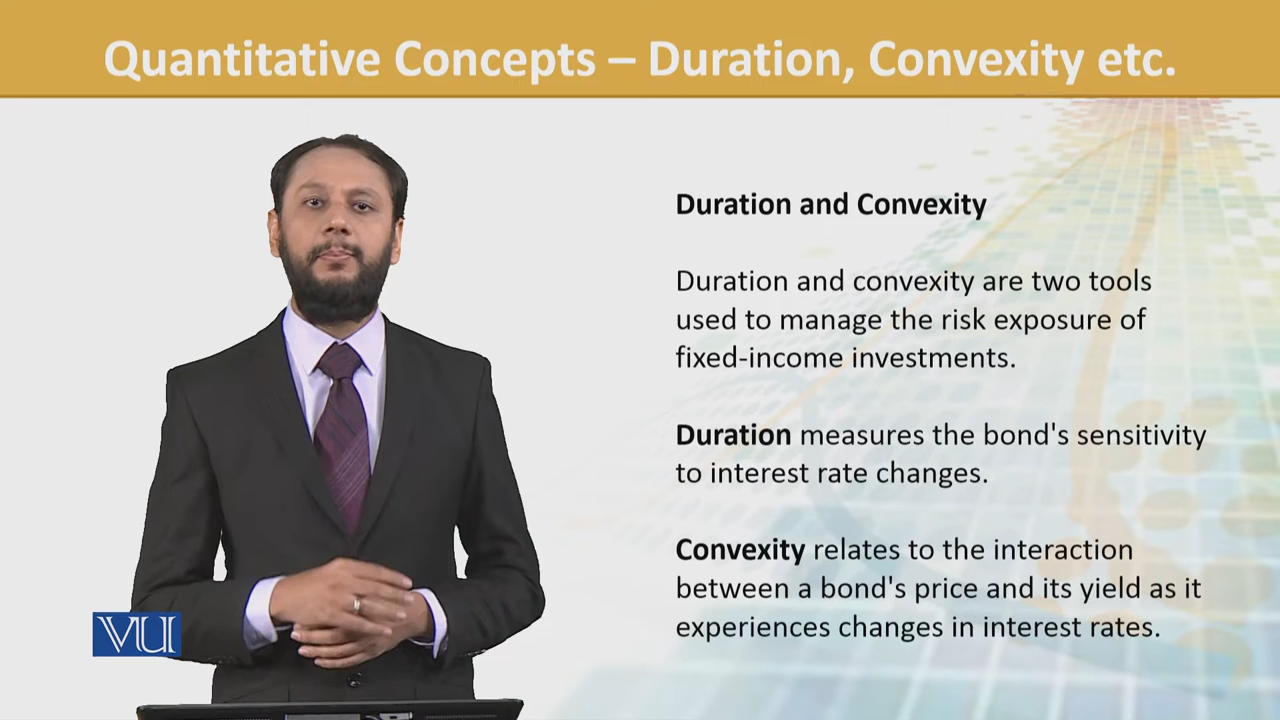 Quantitative Concepts – Duration, Convexity etc.
Duration and Convexity
Duration and convexity are two tools
used to manage the risk exposure of
fixed-income investments.
Duration measures the bond's sensitivity
to interest rate changes.
Convexity relates to the interaction
between a bond's price and its yield as it
experiences changes in interest rates.
VU